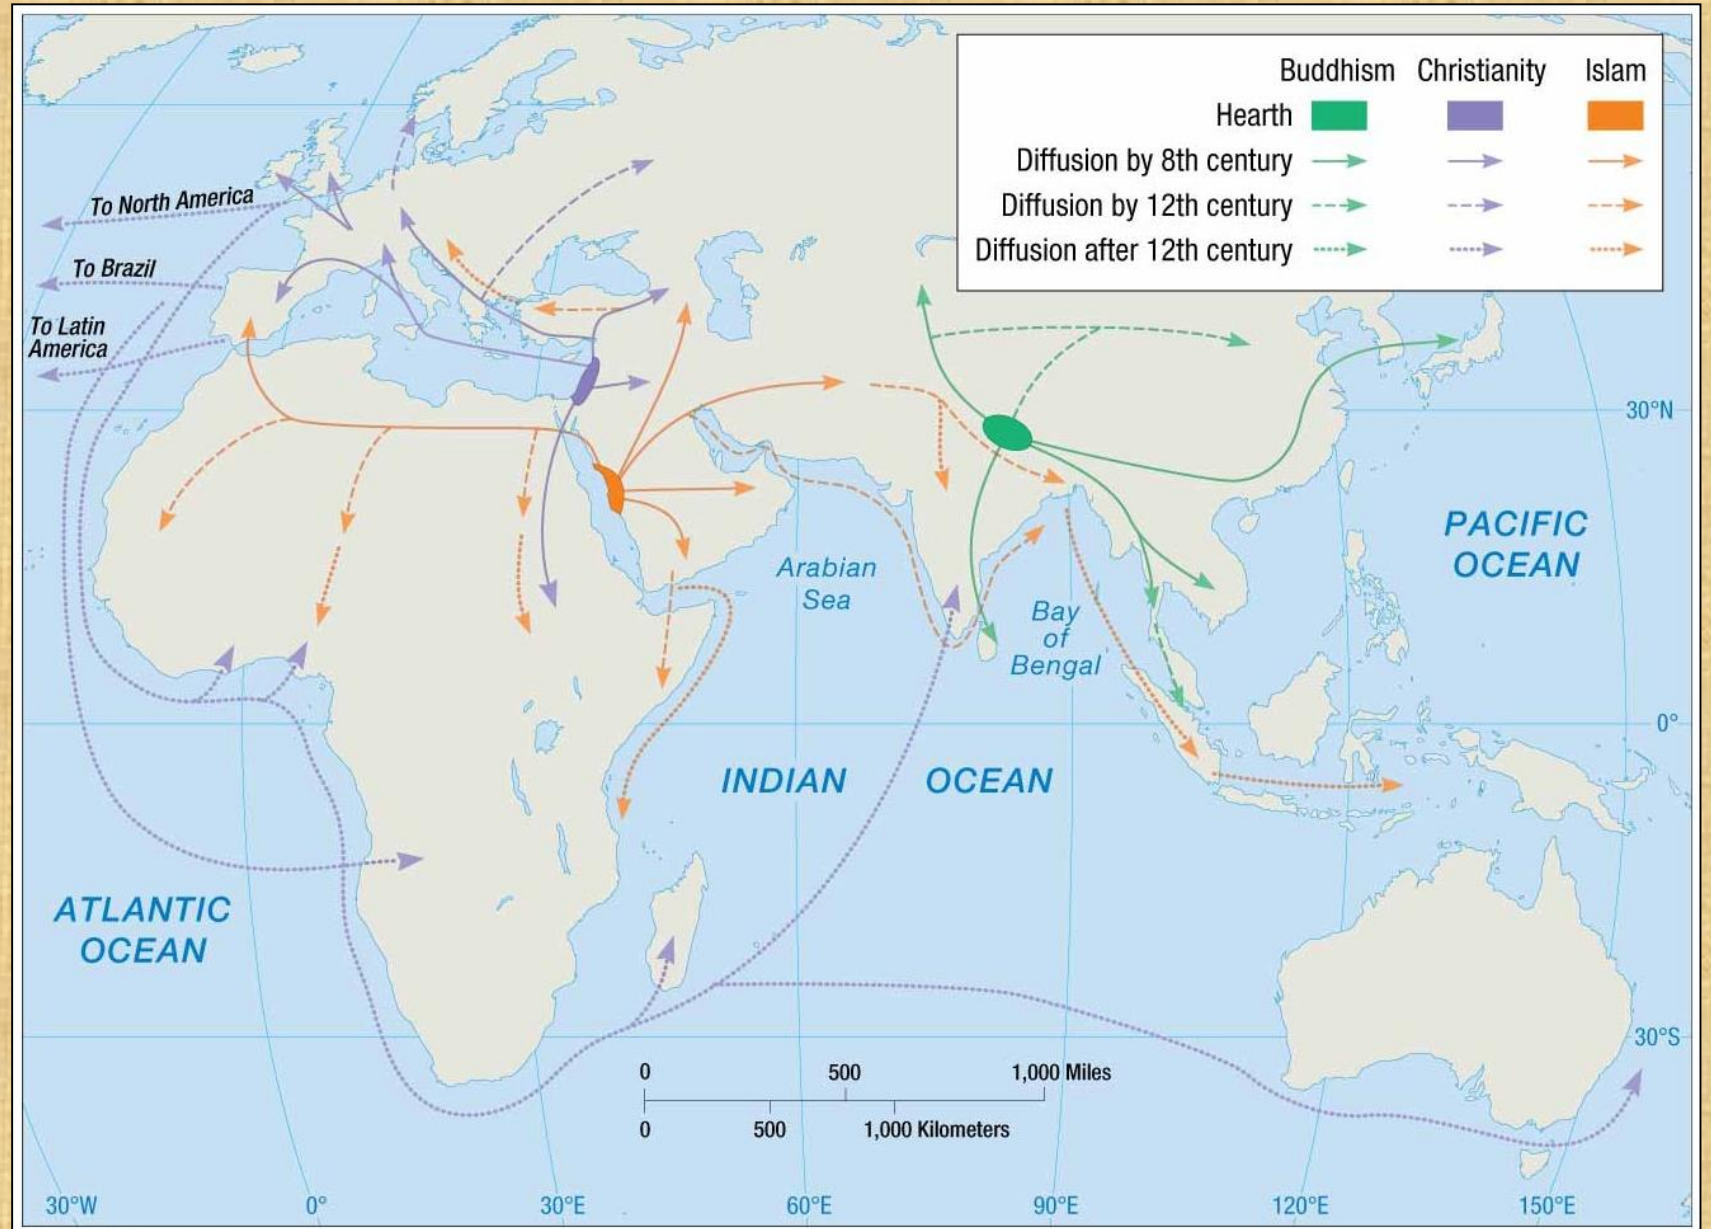 Buddhism Christianity Islam
Hearth
Diffusion by 8th century
Diffusion by 12th century
Diffusion after 12th century
To North America
To Brazil
To Latin
America
30°N
PACIFIC
OCEAN
Arabian
Sea
Bay
of
Bengal
0°
INDIAN OCEAN
ATLANTIC
OCEAN
30°S
0 500 1,000 Miles
0 500 1,000 Kilometers
30°W 0° 30°E 60°E 90°E 120°E 150°E